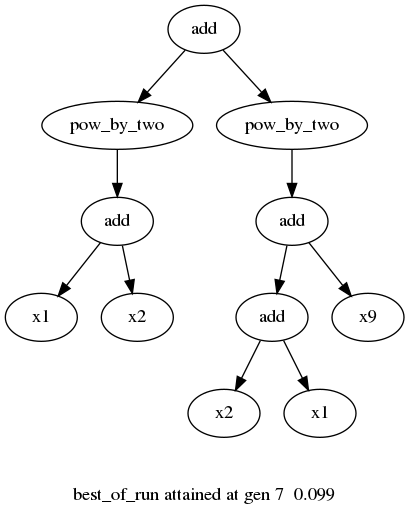 add
pow_by_two pow_by_two
add add
x1 x2 add x9
x2 x1
best_of_run attained at gen 7  0.099